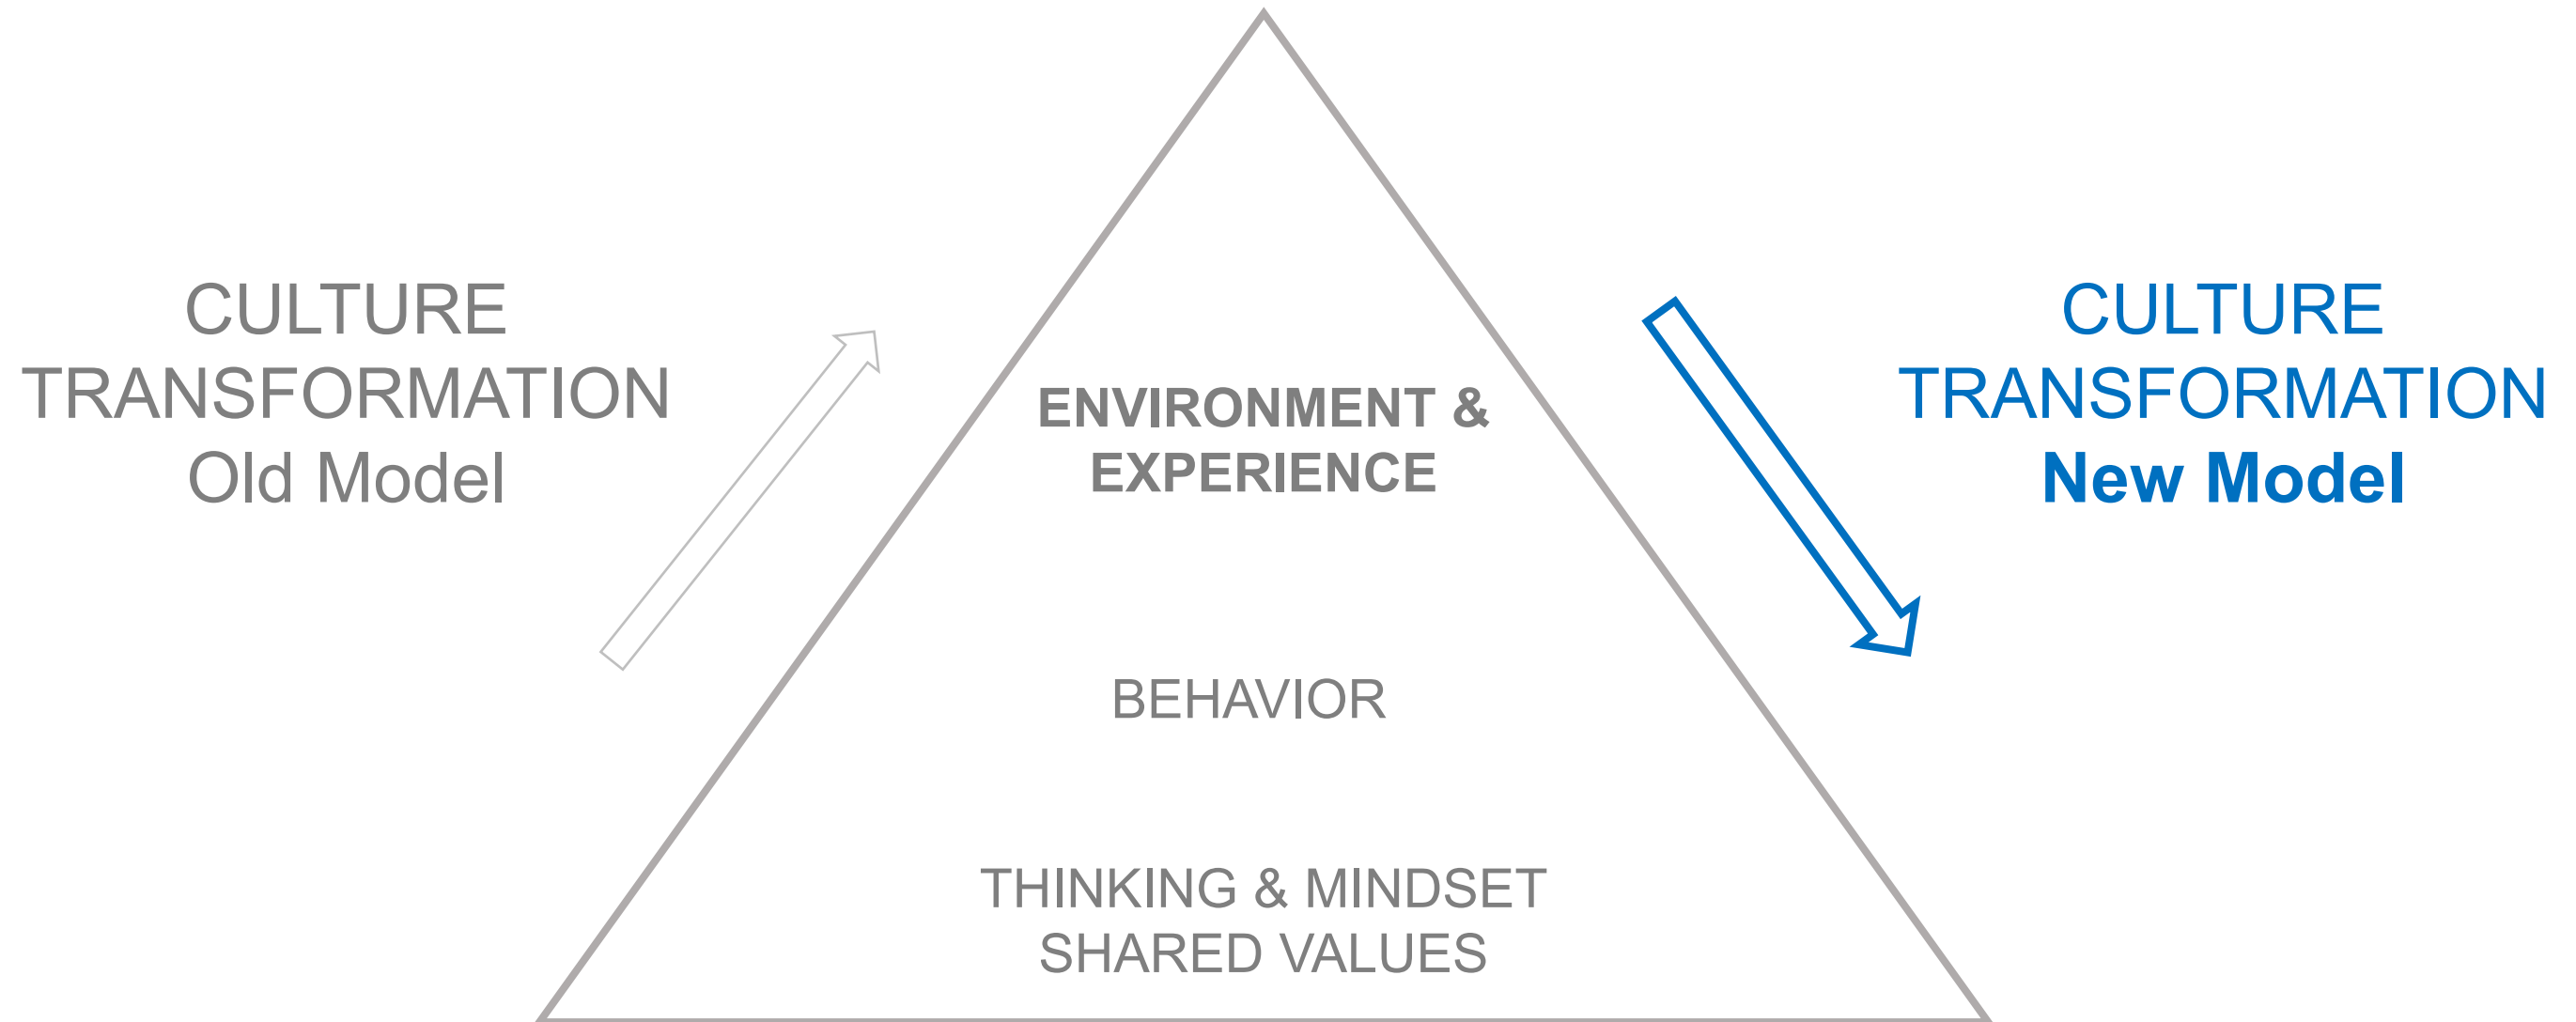 CULTURE
TRANSFORMATION
Old Model
ENVIRONMENT &
EXPERIENCE
BEHAVIOR
THINKING & MINDSET
SHARED VALUES
CULTURE
TRANSFORMATION
New Model